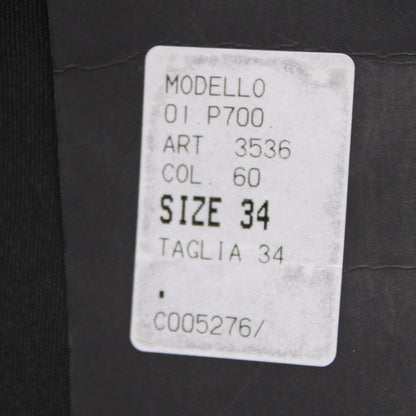 MODELLO
01 P700.
ART 3536
COL. 60
SIZE 34
TAGLIA 34
.
C005276/